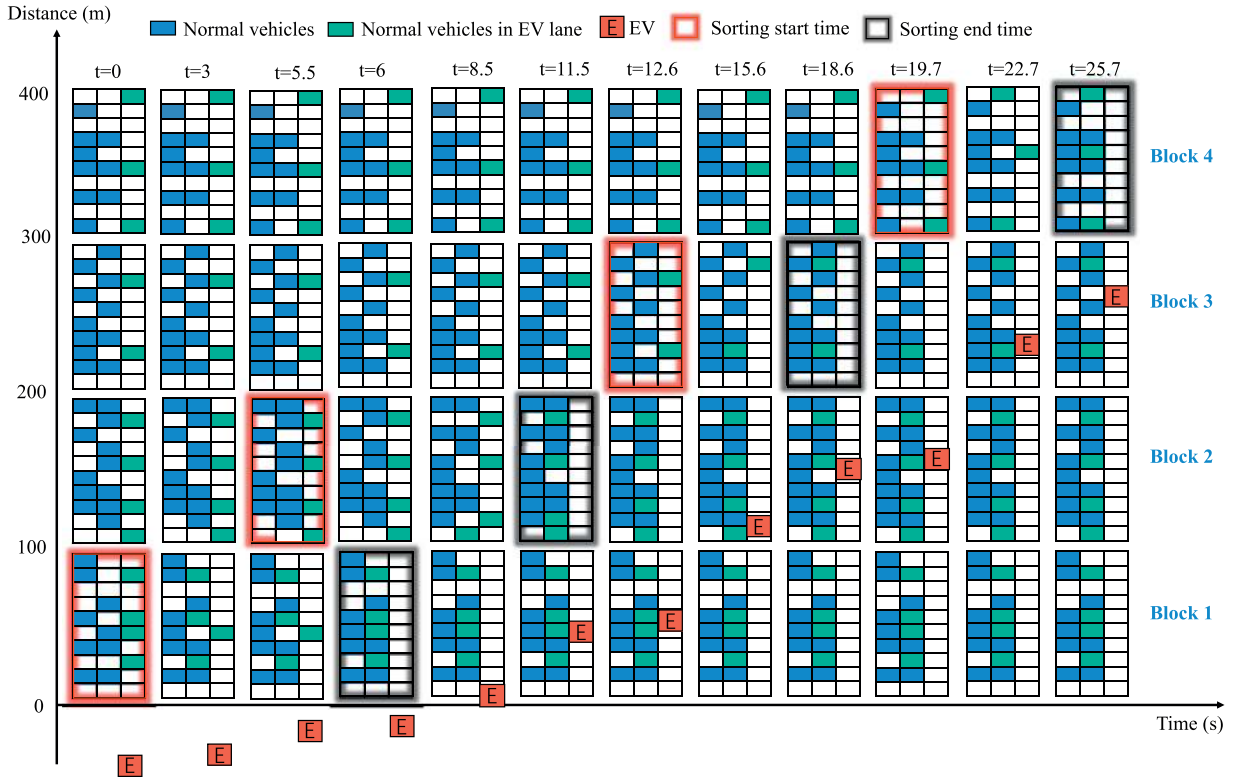 Distance (m)
Normal vehicles
Normal vehicles in EV lane
E EV
Sorting start time
Sorting end time
t=0 t=3 t=5.5 t=6 t=8.5 t=11.5 t=12.6 t=15.6 t=18.6 t=19.7 t=22.7 t=25.7
400
Block 4
300
Block 3
E
E
200
Block 2
E
E
E
100
Block 1
E
E
E
0
Time (s)
E
E
E
E